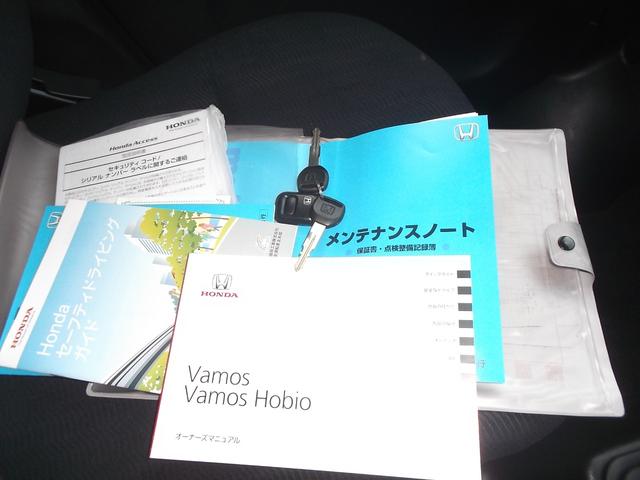 HONDA
Honda Access
セキュリティ コード/
シリアル ナンバー ラベルに関するご連絡
メンテナンスノート
保証書・点検整備記録簿
行
HONDA
Honda
セーフティドライビング
ガイド
HONDA
Vamos
Vamos Hobio
オーナーズマニュアル
行